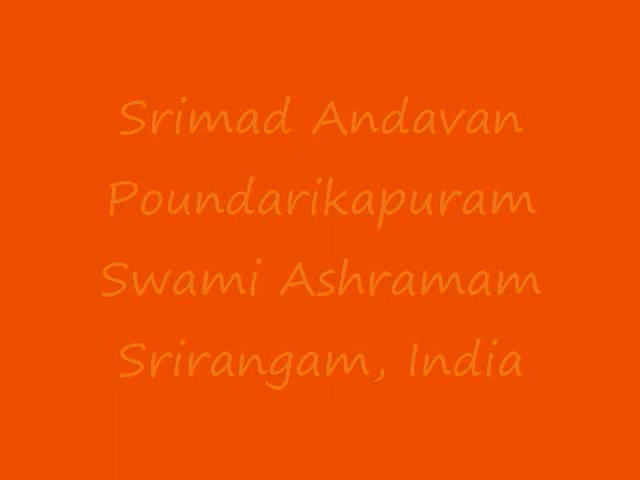 Srimad Andavan
Poundarikapuram
Swami Ashramam
Srirangam, India